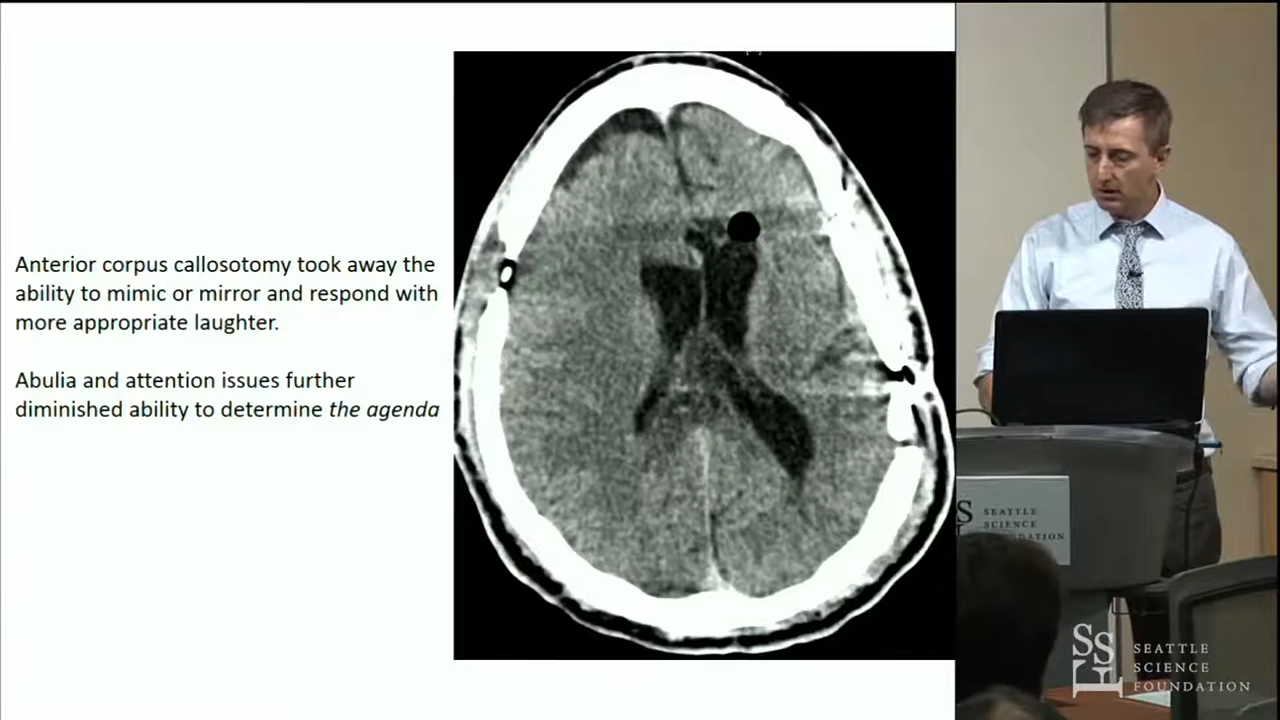 Anterior corpus callosotomy took away the
ability to mimic or mirror and respond with
more appropriate laughter.
Abulia and attention issues further
diminished ability to determine the agenda
S SEATTLE
SCIENCE
FOUNDATION
SSF SEATTLE
SCIENCE
FOUNDATION